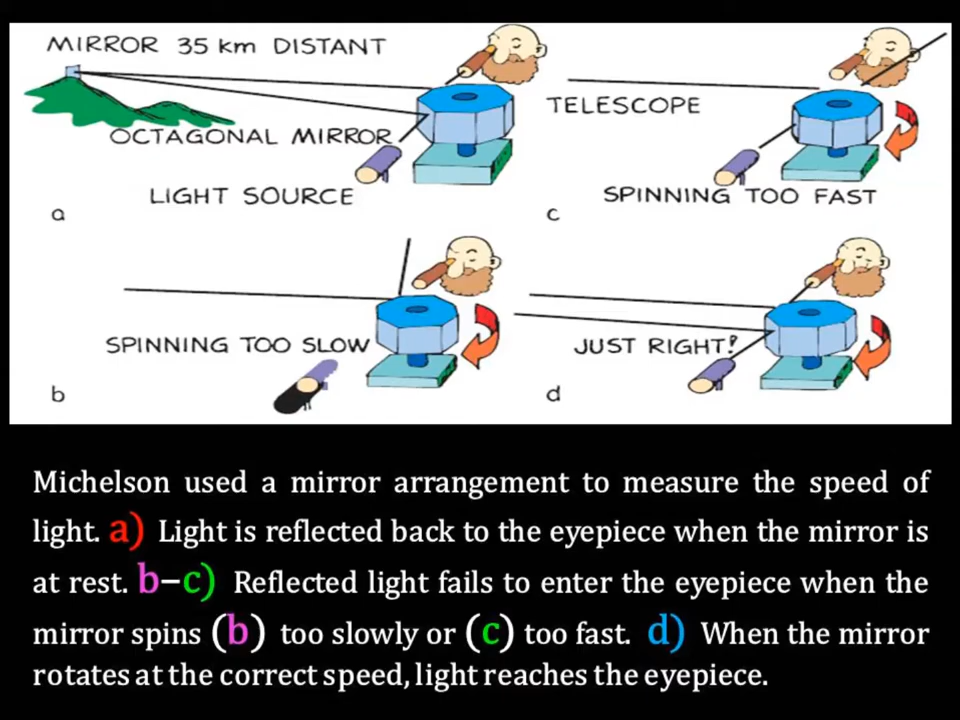 MIRROR 35 km DISTANT
OCTAGONAL MIRROR
LIGHT SOURCE
a
TELESCOPE
SPINNING TOO FAST
c
SPINNING TOO SLOW
b
JUST RIGHT!
d
Michelson used a mirror arrangement to measure the speed of
light. a) Light is reflected back to the eyepiece when the mirror is
at rest. b–c) Reflected light fails to enter the eyepiece when the
mirror spins (b) too slowly or (c) too fast. d) When the mirror
rotates at the correct speed, light reaches the eyepiece.